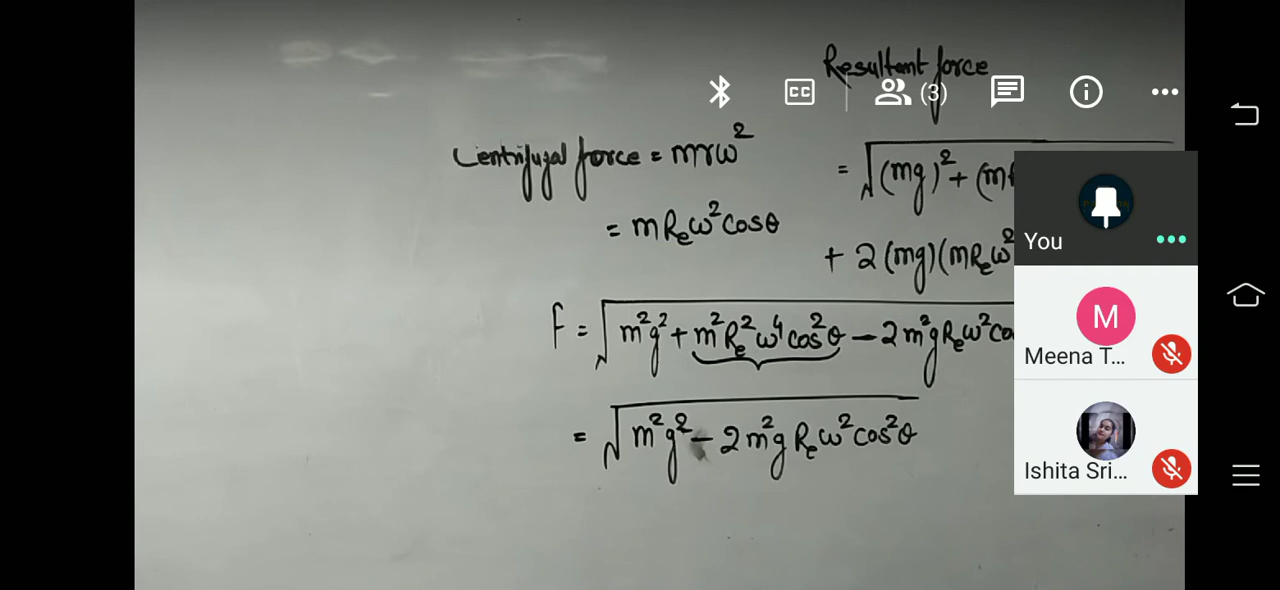 Resultant force
CC
(3)
Centrifugal force = mrω²
= √(mg)² + (m
= mRₑω²cosθ
+ 2(mg)(mRₑω²
You
F = √m²g² + m²Rₑ²ω⁴cos²θ − 2m²gRₑω²co
M
Meena T...
= √m²g² − 2m²gRₑω²cos²θ
Ishita Sri...